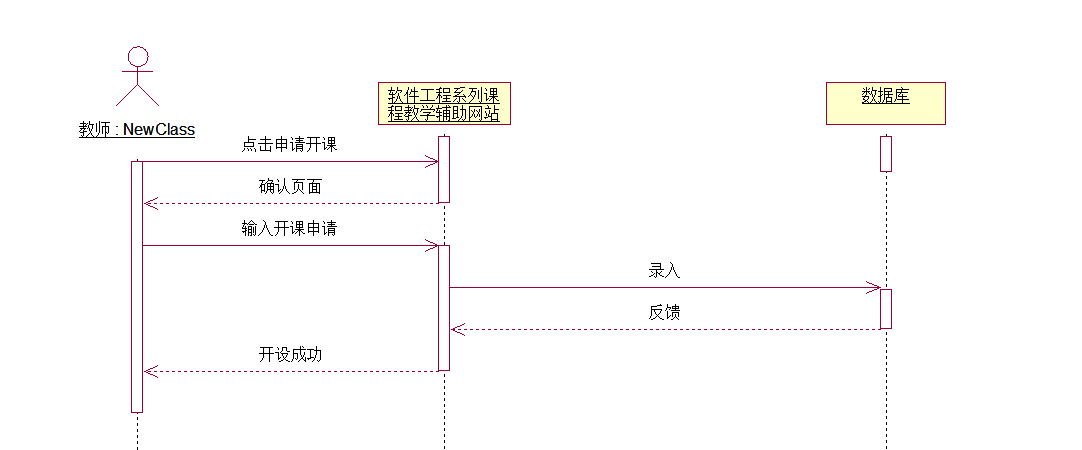 软件工程系列课
程教学辅助网站
数据库
教师 : NewClass
点击申请开课
确认页面
输入开课申请
录入
反馈
开设成功